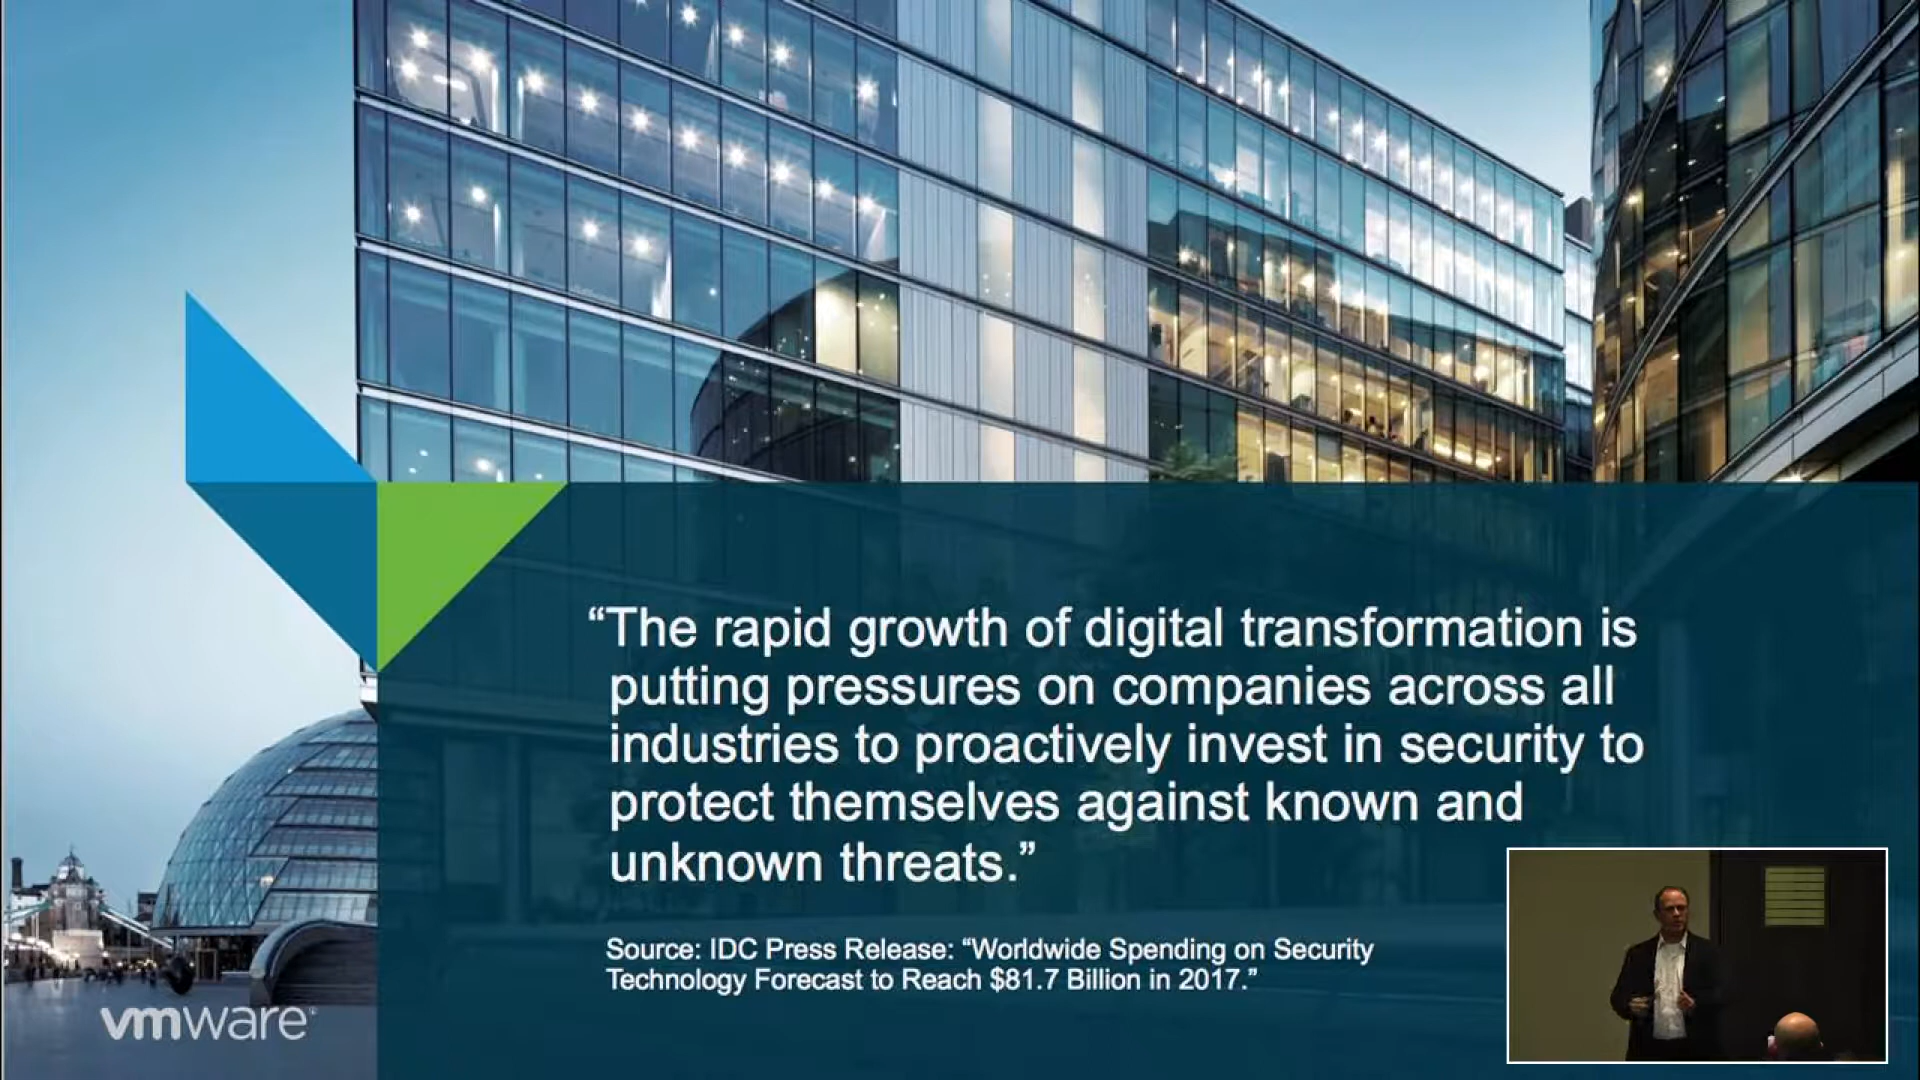 “The rapid growth of digital transformation is
putting pressures on companies across all
industries to proactively invest in security to
protect themselves against known and
unknown threats.”
Source: IDC Press Release: “Worldwide Spending on Security
Technology Forecast to Reach $81.7 Billion in 2017.”
vmware®